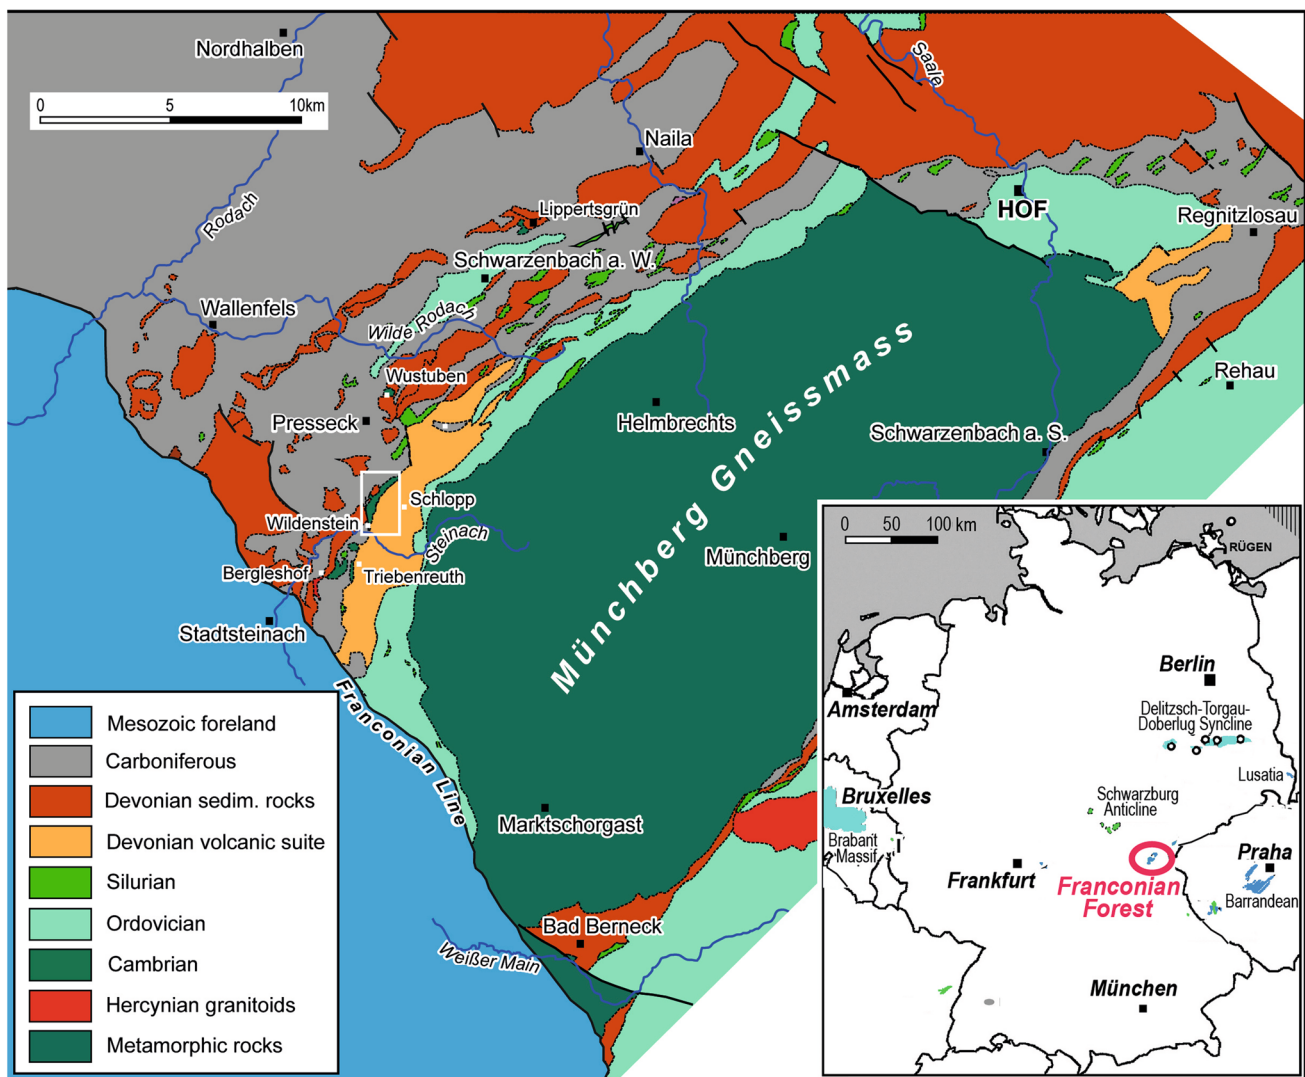 Nordhalben
0 5 10km
Saale
Naila
Rodach
Lippertsgrün
HOF
Regnitzlosau
Schwarzenbach a. W.
Wallenfels
Wilde Rodach
Wustuben
Rehau
Presseck
Helmbrechts
Schwarzenbach a. S.
Schlopp
Wildenstein
Steinach
Münchberg
Münchberg Gneissmass
Bergleshof
Triebenreuth
Stadtsteinach
Franconian Line
Marktschorgast
Bad Berneck
Weißer Main
Mesozoic foreland
Carboniferous
Devonian sedim. rocks
Devonian volcanic suite
Silurian
Ordovician
Cambrian
Hercynian granitoids
Metamorphic rocks
0 50 100 km
RÜGEN
Berlin
Amsterdam
Delitzsch-Torgau-
Doberlug Syncline
Lusatia
Bruxelles
Schwarzburg
Anticline
Brabant
Massif
Praha
Frankfurt
Franconian
Forest
Barrandean
München